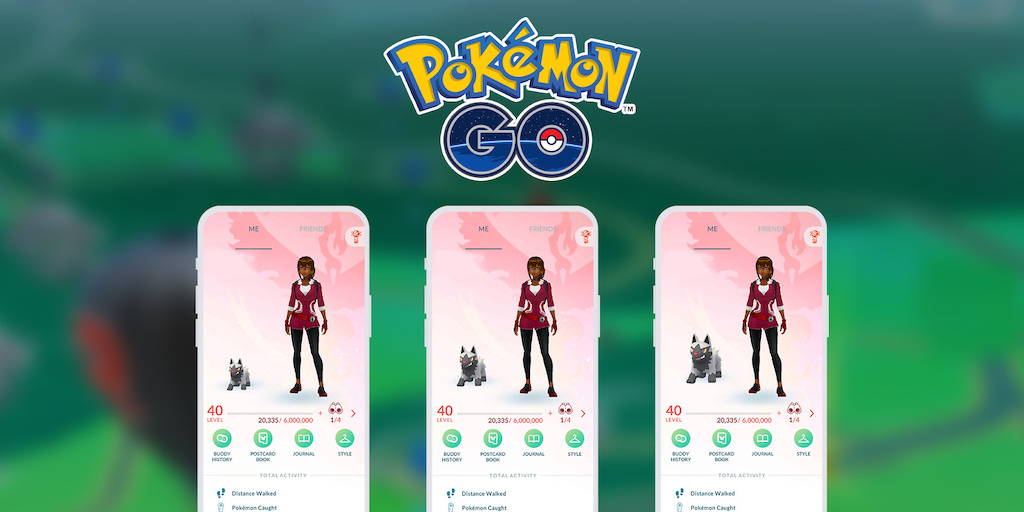 POKéMON
GO
TM
ME FRIENDS
40
LEVEL
20,335/ 6,000,000
+
1/4
BUDDY HISTORY
POSTCARD BOOK
JOURNAL
STYLE
TOTAL ACTIVITY
Distance Walked
Pokémon Caught
ME FRIENDS
40
LEVEL
20,335/ 6,000,000
+
1/4
BUDDY HISTORY
POSTCARD BOOK
JOURNAL
STYLE
TOTAL ACTIVITY
Distance Walked
Pokémon Caught
ME FRIENDS
40
LEVEL
20,335/ 6,000,000
+
1/4
BUDDY HISTORY
POSTCARD BOOK
JOURNAL
STYLE
TOTAL ACTIVITY
Distance Walked
Pokémon Caught